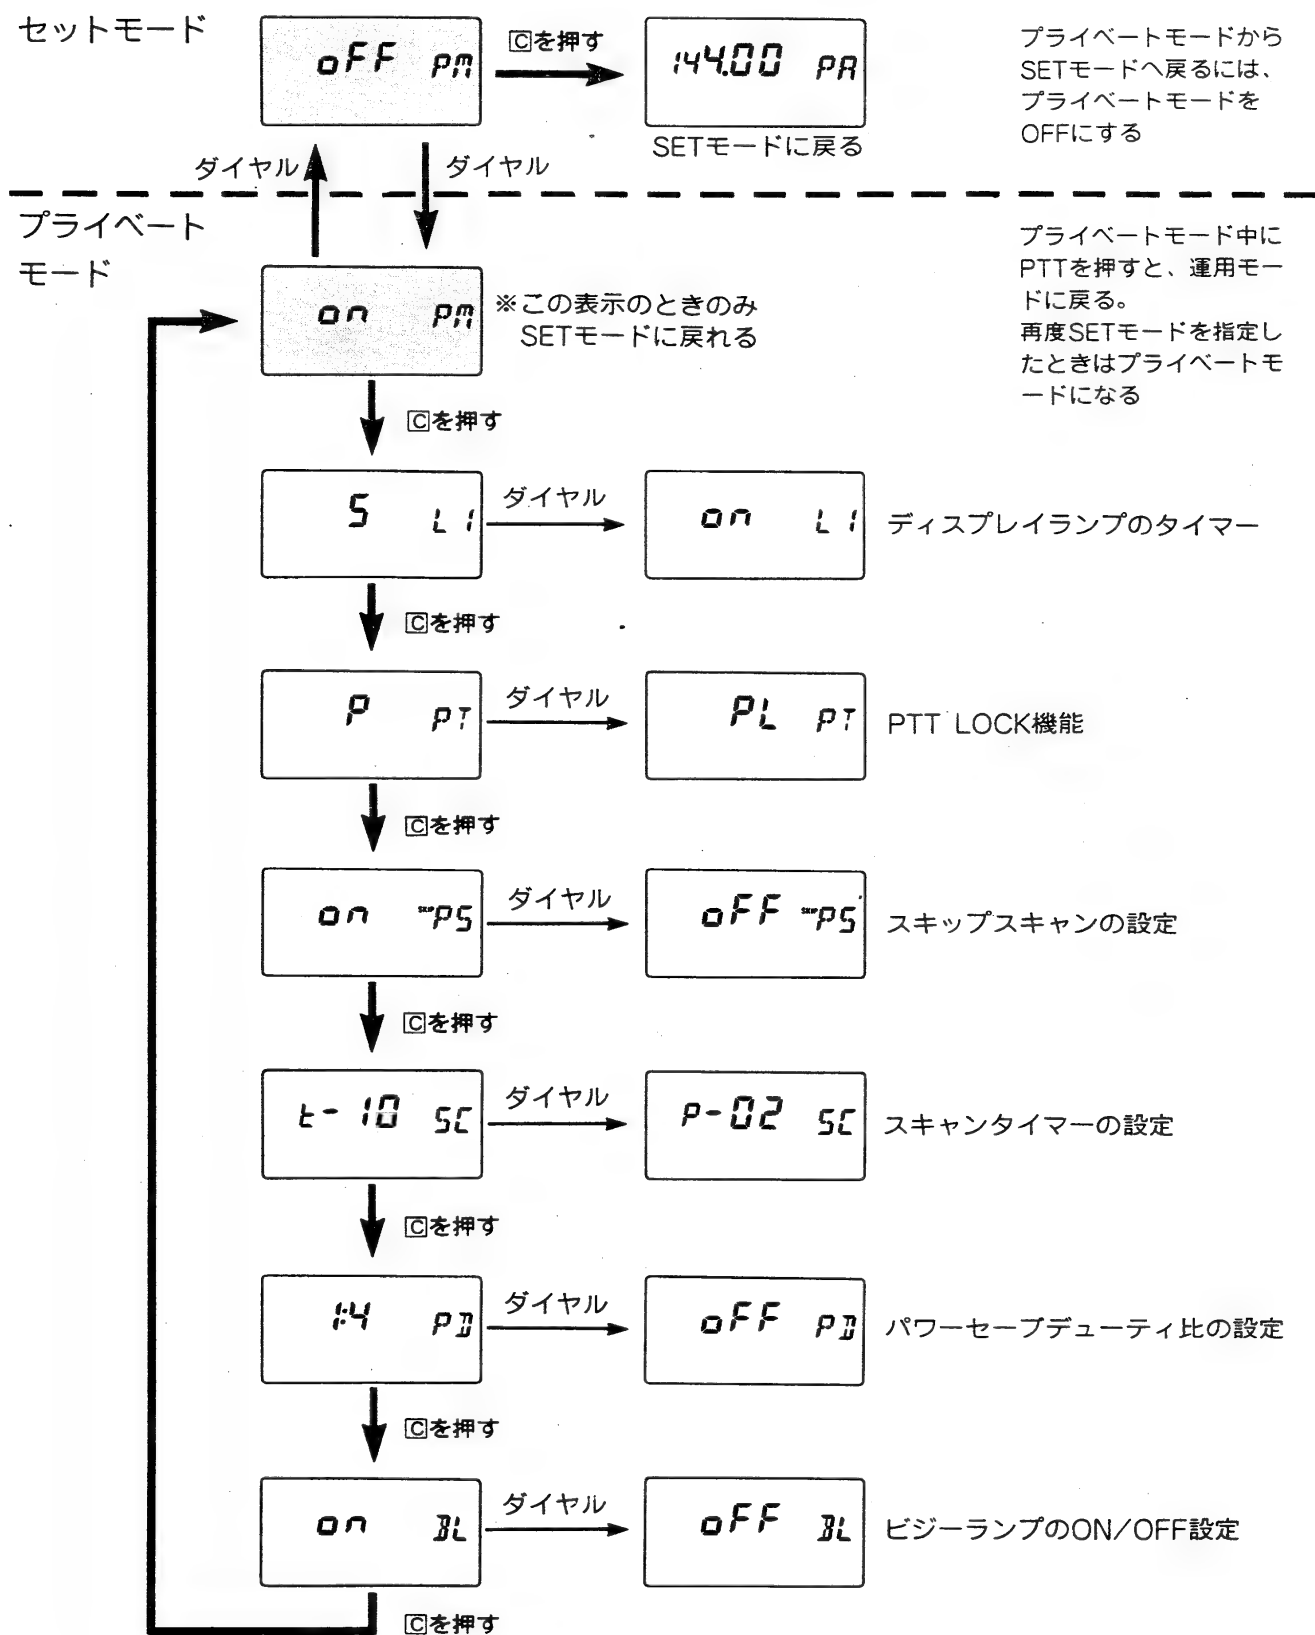 セットモード
oFF PM
Cを押す
144.00 PA
SETモードに戻る
プライベートモードから
SETモードへ戻るには、
プライベートモードを
OFFにする
ダイヤル
ダイヤル
プライベート
モード
on PM
※この表示のときのみ
SETモードに戻れる
プライベートモード中に
PTTを押すと、運用モー
ドに戻る。
再度SETモードを指定し
たときはプライベートモ
ードになる
Cを押す
5 LI
ダイヤル
on LI
ディスプレイランプのタイマー
Cを押す
P PT
ダイヤル
PL PT
PTT LOCK機能
Cを押す
on SKIP PS
ダイヤル
oFF SKIP PS
スキップスキャンの設定
Cを押す
t-10 SC
ダイヤル
P-02 SC
スキャンタイマーの設定
Cを押す
1:4 PD
ダイヤル
oFF PD
パワーセーブデューティ比の設定
Cを押す
on BL
ダイヤル
oFF BL
ビジーランプのON/OFF設定
Cを押す